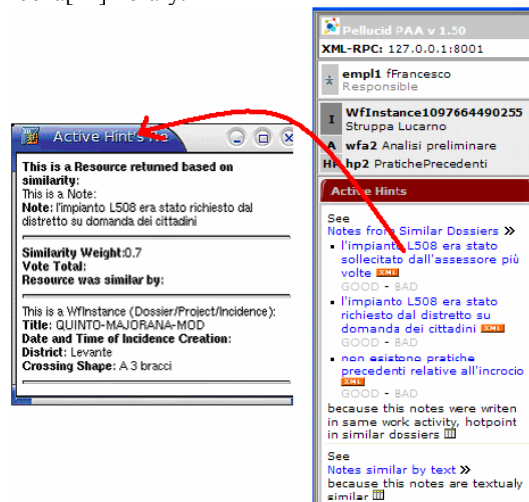 Pellucid PAA v 1.50
XML-RPC: 127.0.0.1:8001
empl1 fFrancesco
Responsible
I WfInstance1097664490255
Struppa Lucarno
A wfa2 Analisi preliminare
HP hp2 PratichePrecedenti
Active Hints
See
Notes from Similar Dossiers »
l'impianto L508 era stato
sollecitato dall'assessore più
volte XML
GOOD - BAD
l'impianto L508 era stato
richiesto dal distretto su
domanda dei cittadini XML
GOOD - BAD
non esistono pratiche
precedenti relative all'incrocio
XML
GOOD - BAD
because this notes were writen
in same work activity, hotpoint
in similar dossiers
See
Notes similar by text »
because this notes are textualy
similar
Active Hint's Re
This is a Resource returned based on
similarity:
This is a Note:
Note: l'impianto L508 era stato richiesto dal
distretto su domanda dei cittadini
Similarity Weight:0.7
Vote Total:
Resource was similar by:
This is a WfInstance (Dossier/Project/Incidence):
Title: QUINTO-MAJORANA-MOD
Date and Time of Incidence Creation:
District: Levante
Crossing Shape: A 3 bracci